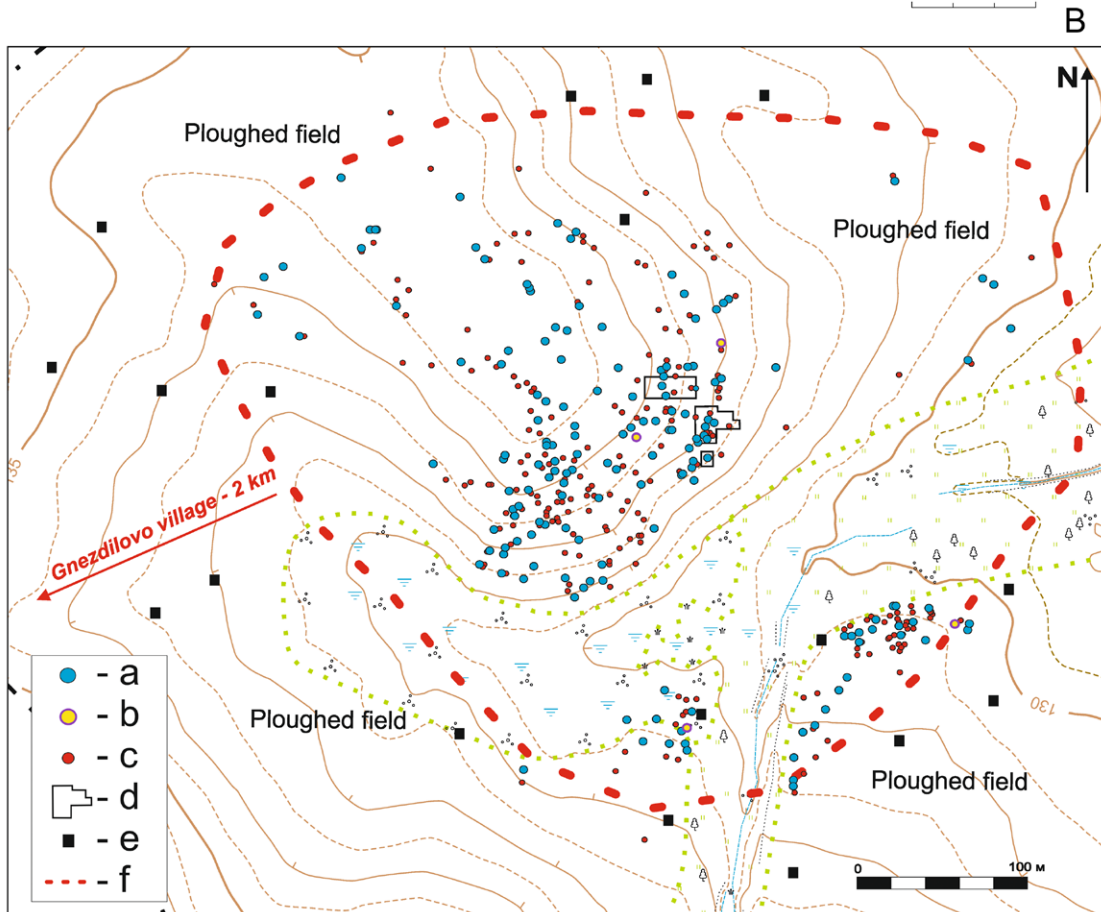 B
N
Ploughed field
Ploughed field
135
Gnezdilovo village - 2 km
Ploughed field
130
Ploughed field
- a
- b
- c
- d
- e
- f
0
100 м